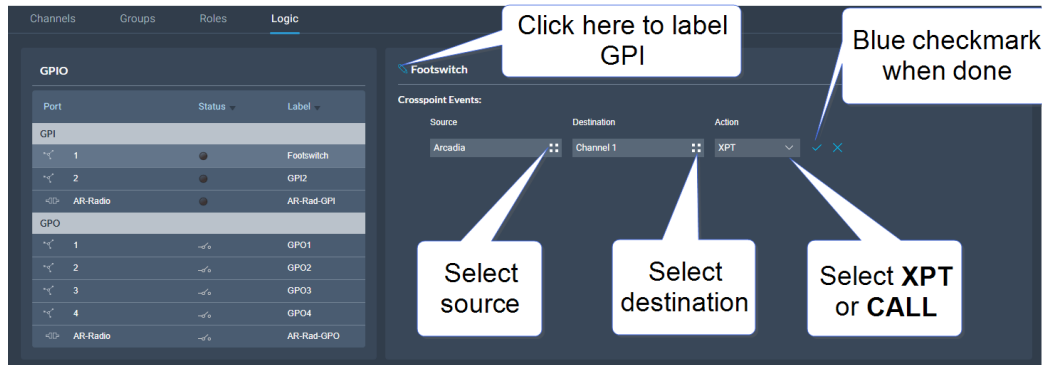 Channels Groups Roles Logic
Click here to label
GPI
Blue checkmark
when done
GPIO
Port Status Label
GPI
1 Footswitch
2 GPI2
AR-Radio AR-Rad-GPI
GPO
1 GPO1
2 GPO2
3 GPO3
4 GPO4
AR-Radio AR-Rad-GPO
Footswitch
Crosspoint Events:
Source Destination Action
Arcadia Channel 1 XPT
Select
source
Select
destination
Select XPT
or CALL